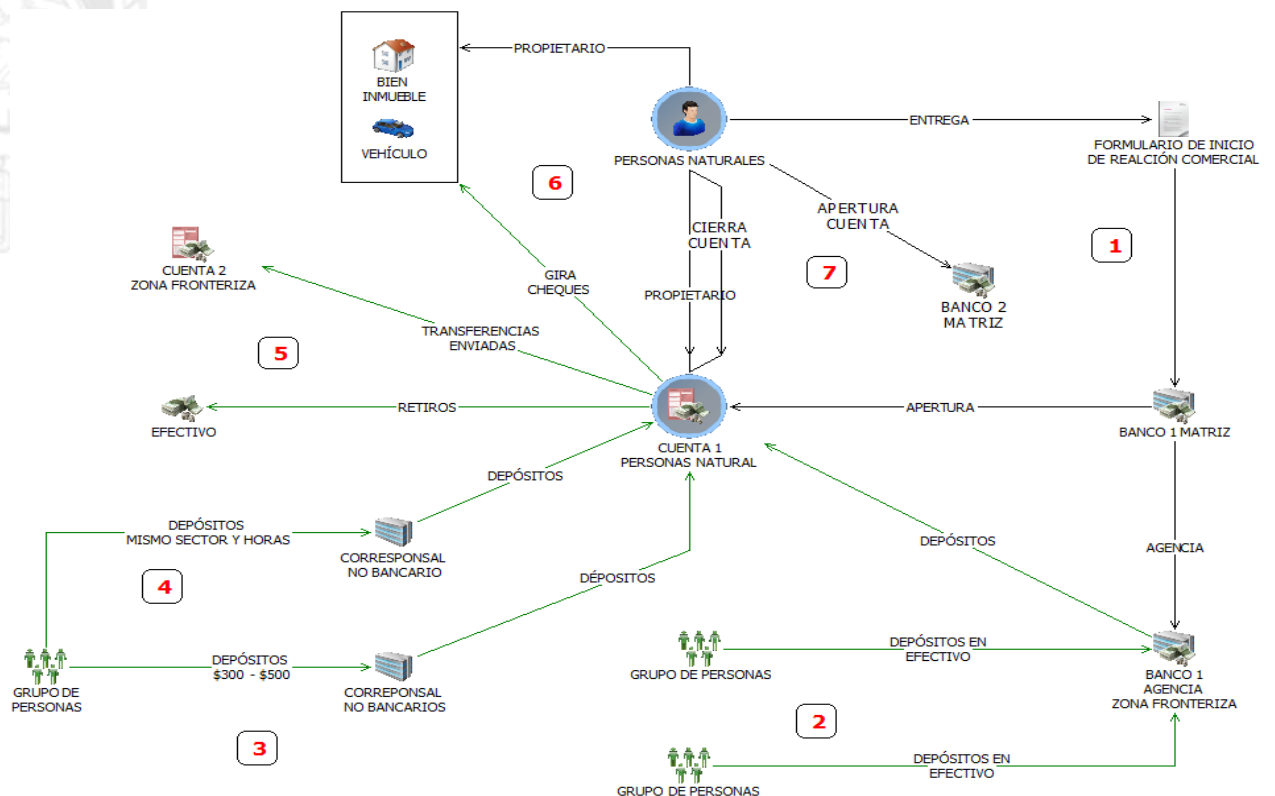 PROPIETARIO
BIEN
INMUEBLE
VEHÍCULO
PERSONAS NATURALES
ENTREGA
FORMULARIO DE INICIO
DE REALCIÓN COMERCIAL
6
APERTURA
CUENTA
CIERRA
CUENTA
1
7
CUENTA 2
ZONA FRONTERIZA
GIRA
CHEQUES
PROPIETARIO
BANCO 2
MATRIZ
TRANSFERENCIAS
ENVIADAS
5
RETIROS
EFECTIVO
APERTURA
BANCO 1 MATRIZ
CUENTA 1
PERSONAS NATURAL
DEPÓSITOS
DEPÓSITOS
MISMO SECTOR Y HORAS
CORRESPONSAL
NO BANCARIO
DEPÓSITOS
AGENCIA
4
DÉPOSITOS
DEPÓSITOS
$300 - $500
GRUPO DE
PERSONAS
CORREPONSAL
NO BANCARIOS
DEPÓSITOS EN
EFECTIVO
GRUPO DE PERSONAS
BANCO 1
AGENCIA
ZONA FRONTERIZA
2
3
DEPÓSITOS EN
EFECTIVO
GRUPO DE PERSONAS